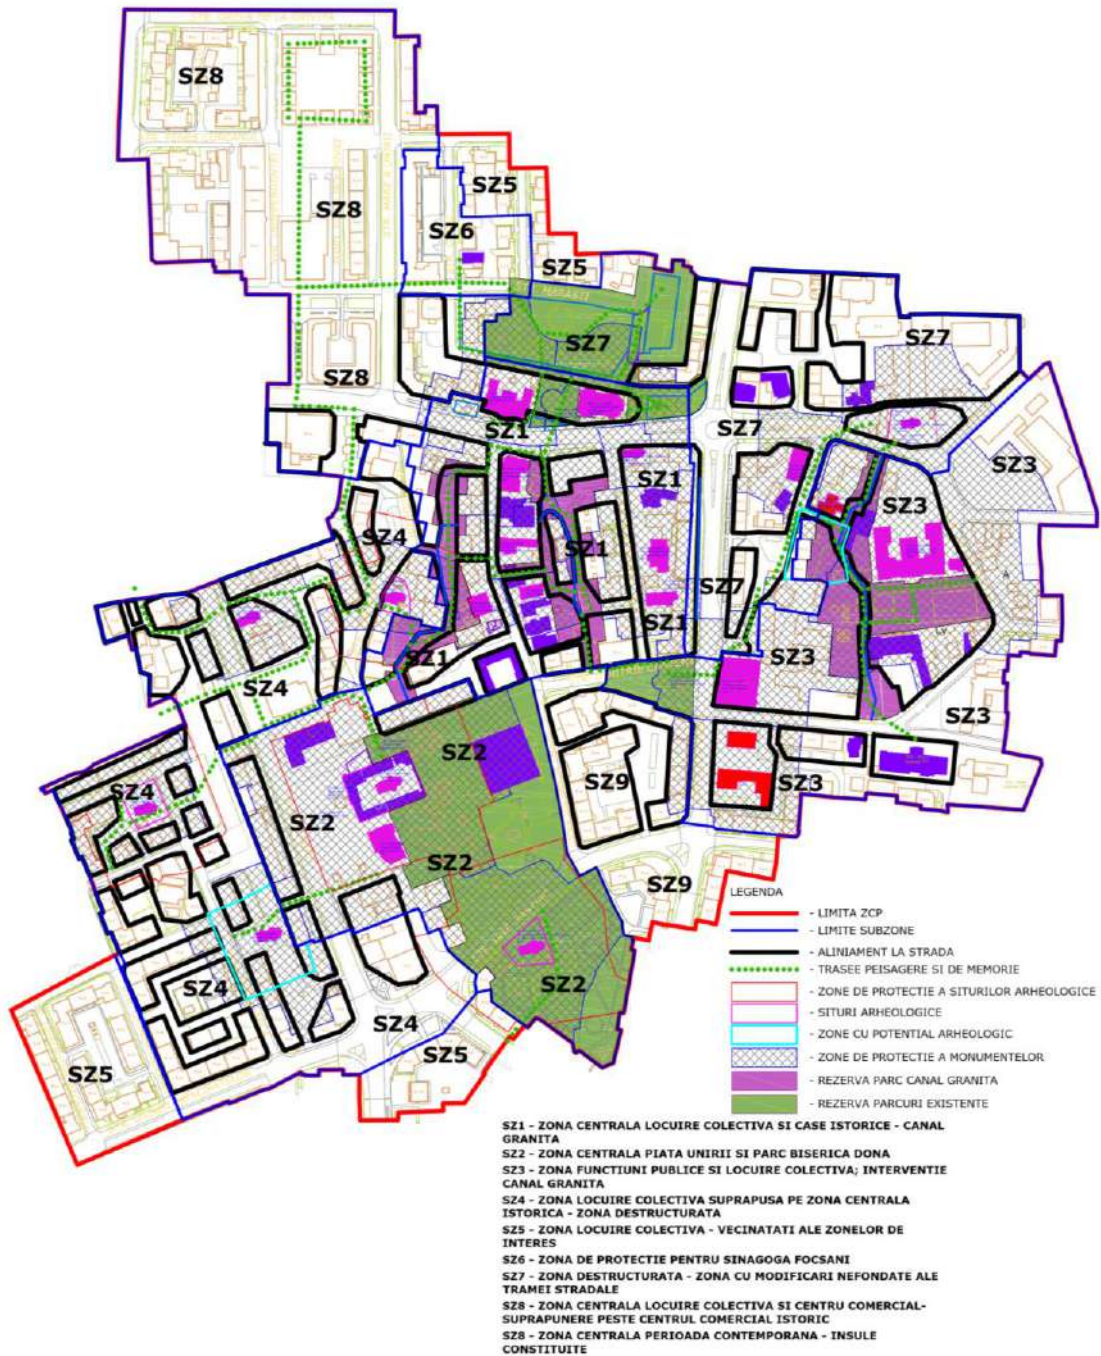 SZ8
SZ5
SZ8
SZ6
SZ5
SZ7
SZ7
SZ8
SZ1
SZ7
SZ3
SZ1
SZ3
SZ4
SZ1
SZ7
SZ1
SZ1
SZ3
SZ4
SZ3
SZ2
SZ9
SZ3
SZ4
SZ2
SZ2
SZ9
SZ4
SZ2
SZ4
SZ5
SZ5
LEGENDA
- LIMITA ZCP
- LIMITE SUBZONE
- ALINIAMENT LA STRADA
- TRASEE PEISAGERE SI DE MEMORIE
- ZONE DE PROTECTIE A SITURILOR ARHEOLOGICE
- SITURI ARHEOLOGICE
- ZONE CU POTENTIAL ARHEOLOGIC
- ZONE DE PROTECTIE A MONUMENTELOR
- REZERVA PARC CANAL GRANITA
- REZERVA PARCURI EXISTENTE
SZ1 - ZONA CENTRALA LOCUIRE COLECTIVA SI CASE ISTORICE - CANAL
GRANITA
SZ2 - ZONA CENTRALA PIATA UNIRII SI PARC BISERICA DONA
SZ3 - ZONA FUNCTIUNI PUBLICE SI LOCUIRE COLECTIVA; INTERVENTIE
CANAL GRANITA
SZ4 - ZONA LOCUIRE COLECTIVA SUPRAPUSA PE ZONA CENTRALA
ISTORICA - ZONA DESTRUCTURATA
SZ5 - ZONA LOCUIRE COLECTIVA - VECINATATI ALE ZONELOR DE
INTERES
SZ6 - ZONA DE PROTECTIE PENTRU SINAGOGA FOCSANI
SZ7 - ZONA DESTRUCTURATA - ZONA CU MODIFICARI NEFONDATE ALE
TRAMEI STRADALE
SZ8 - ZONA CENTRALA LOCUIRE COLECTIVA SI CENTRU COMERCIAL-
SUPRAPUNERE PESTE CENTRUL COMERCIAL ISTORIC
SZ8 - ZONA CENTRALA PERIOADA CONTEMPORANA - INSULE
CONSTITUITE